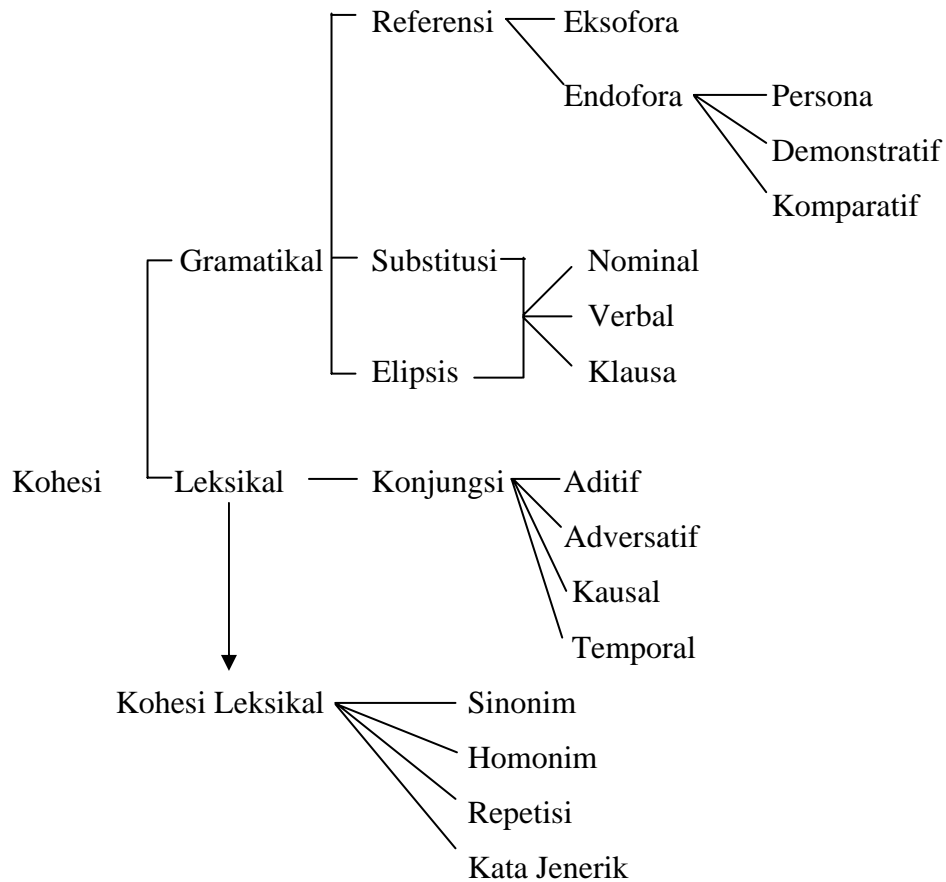 Referensi Eksofora
Endofora Persona
Demonstratif
Komparatif
Gramatikal Substitusi Nominal
Verbal
Elipsis Klausa
Kohesi Leksikal Konjungsi Aditif
Adversatif
Kausal
Temporal
Kohesi Leksikal Sinonim
Homonim
Repetisi
Kata Jenerik